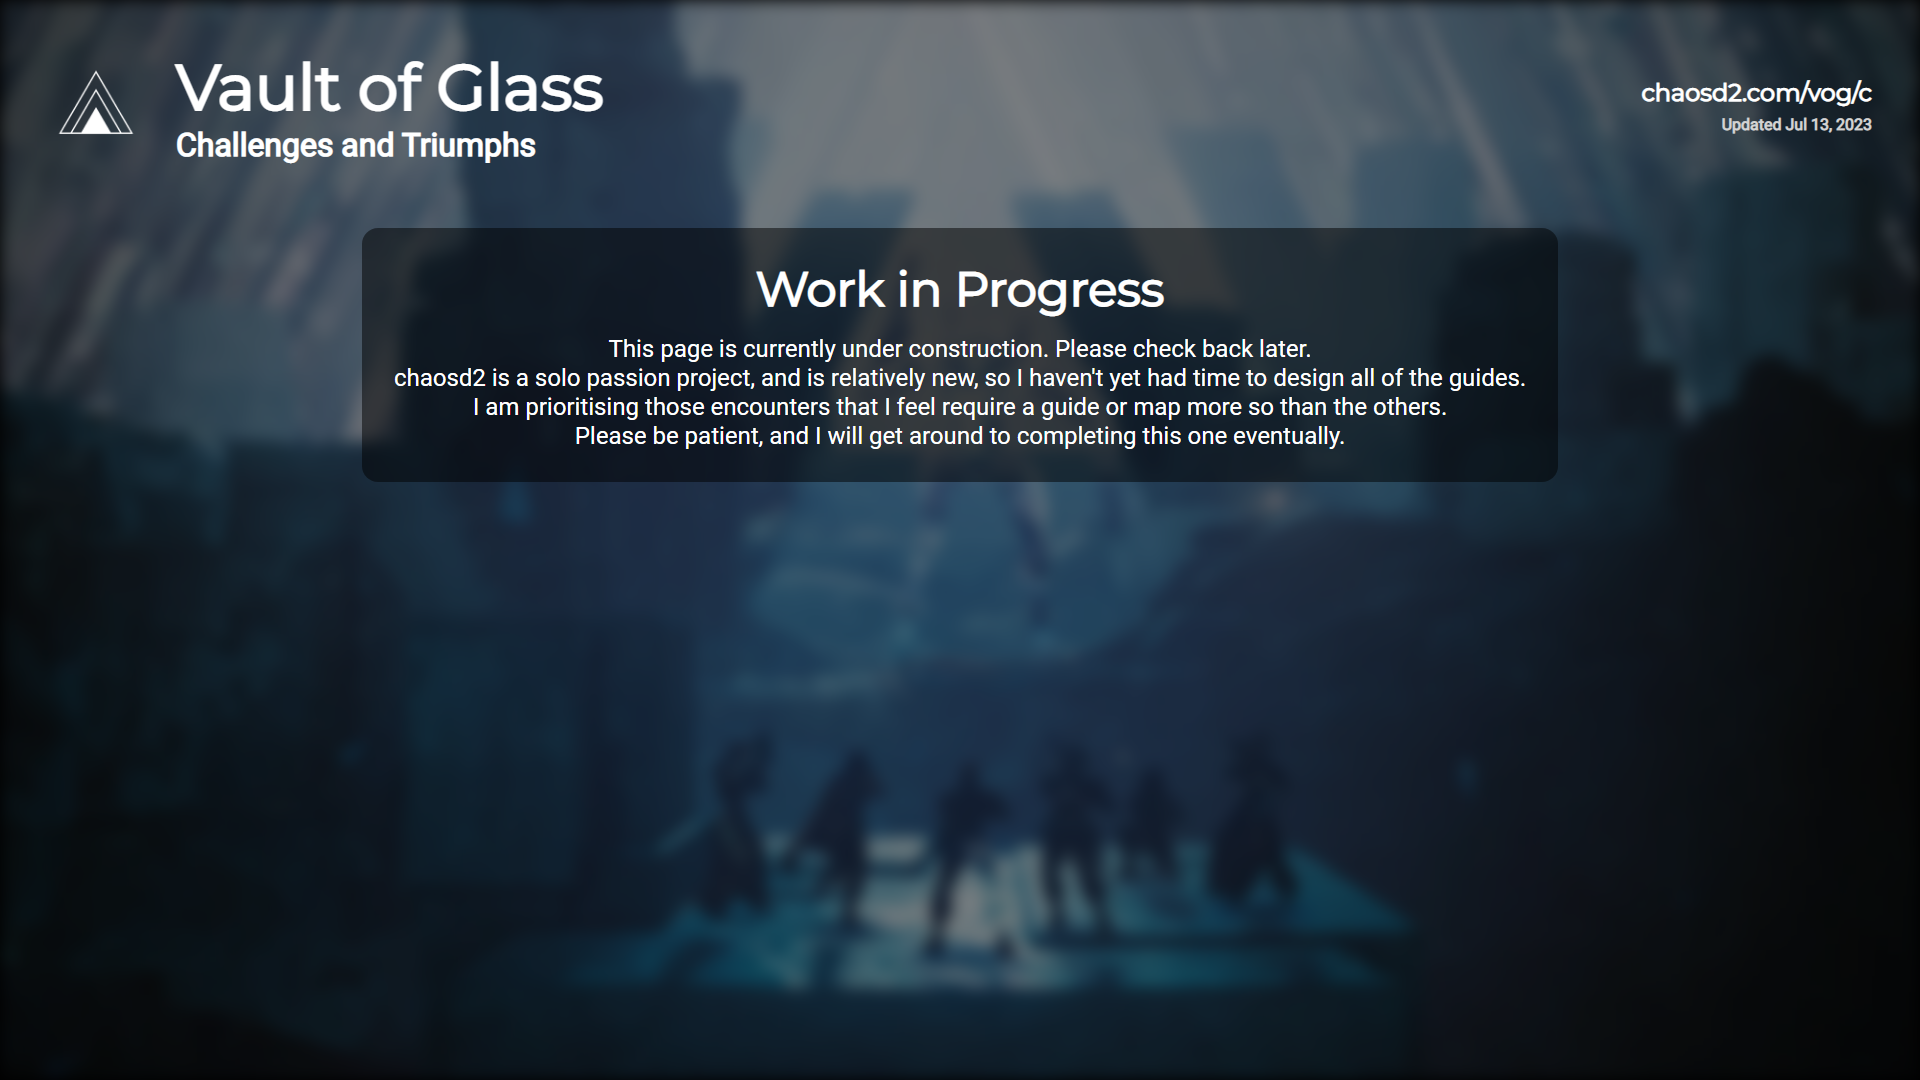 Vault of Glass
Challenges and Triumphs
chaosd2.com/vog/c
Updated Jul 13, 2023
Work in Progress
This page is currently under construction. Please check back later.
chaosd2 is a solo passion project, and is relatively new, so I haven't yet had time to design all of the guides.
I am prioritising those encounters that I feel require a guide or map more so than the others.
Please be patient, and I will get around to completing this one eventually.